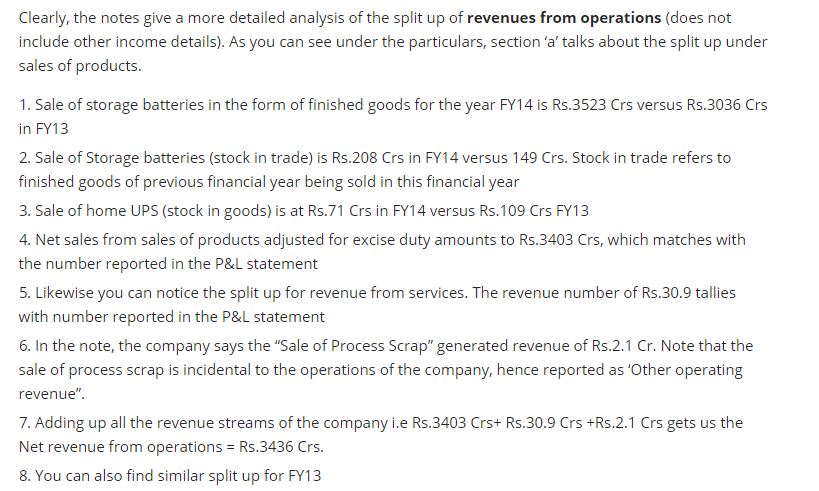 Clearly, the notes give a more detailed analysis of the split up of revenues from operations (does not
include other income details). As you can see under the particulars, section 'a' talks about the split up under
sales of products.
1. Sale of storage batteries in the form of finished goods for the year FY14 is Rs.3523 Crs versus Rs.3036 Crs
in FY13
2. Sale of Storage batteries (stock in trade) is Rs.208 Crs in FY14 versus 149 Crs. Stock in trade refers to
finished goods of previous financial year being sold in this financial year
3. Sale of home UPS (stock in goods) is at Rs.71 Crs in FY14 versus Rs.109 Crs FY13
4. Net sales from sales of products adjusted for excise duty amounts to Rs.3403 Crs, which matches with
the number reported in the P&L statement
5. Likewise you can notice the split up for revenue from services. The revenue number of Rs.30.9 tallies
with number reported in the P&L statement
6. In the note, the company says the “Sale of Process Scrap” generated revenue of Rs.2.1 Cr. Note that the
sale of process scrap is incidental to the operations of the company, hence reported as ‘Other operating
revenue”.
7. Adding up all the revenue streams of the company i.e Rs.3403 Crs+ Rs.30.9 Crs +Rs.2.1 Crs gets us the
Net revenue from operations = Rs.3436 Crs.
8. You can also find similar split up for FY13